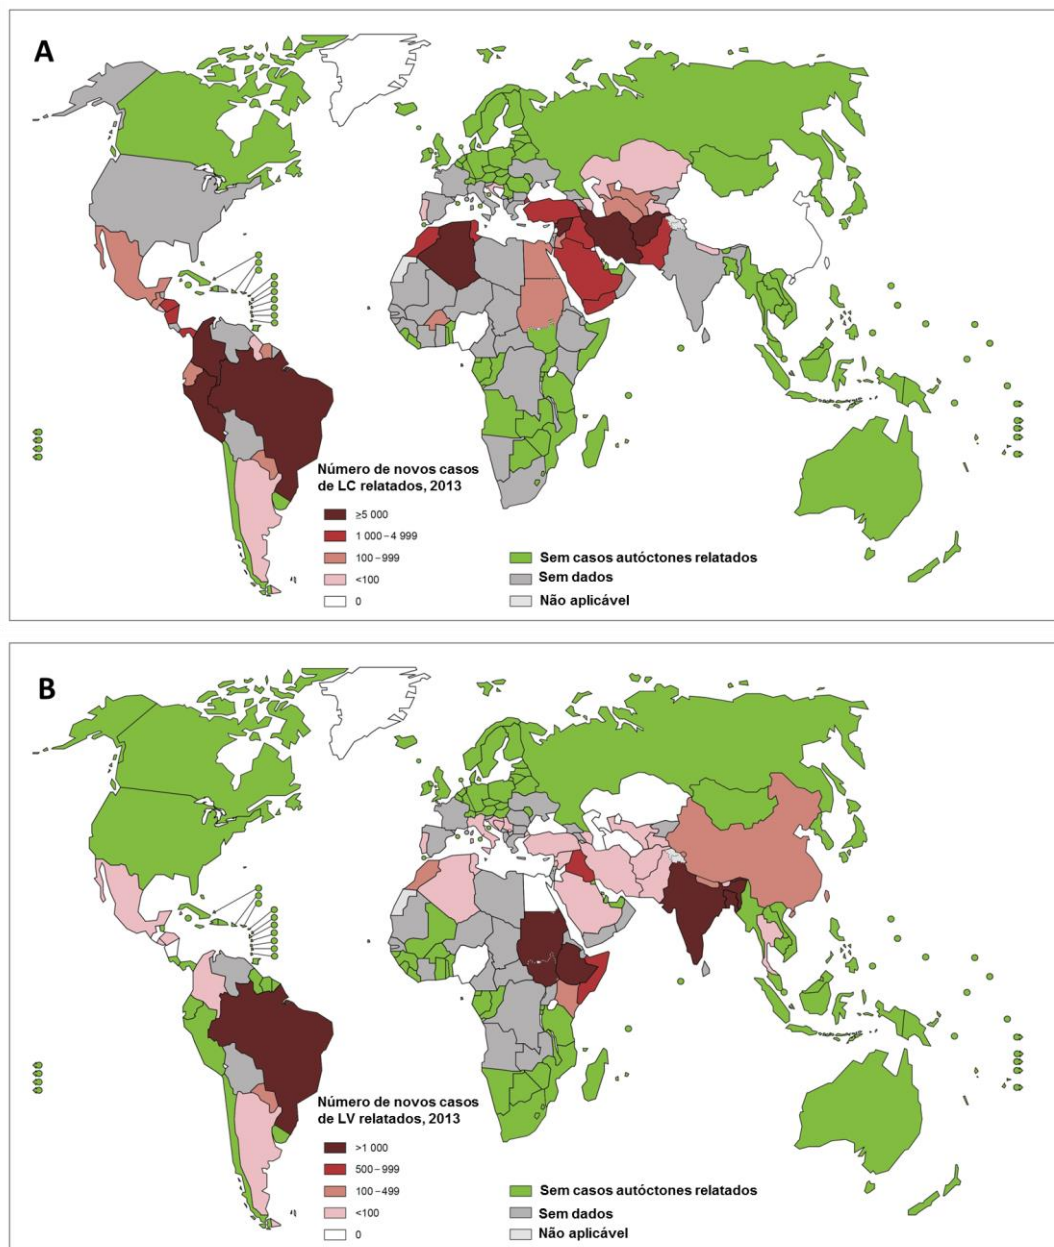 A
Número de novos casos
de LC relatados, 2013
≥5 000
1 000–4 999
100–999
<100
0
Sem casos autóctones relatados
Sem dados
Não aplicável
B
Número de novos casos
de LV relatados, 2013
>1 000
500–999
100–499
<100
0
Sem casos autóctones relatados
Sem dados
Não aplicável